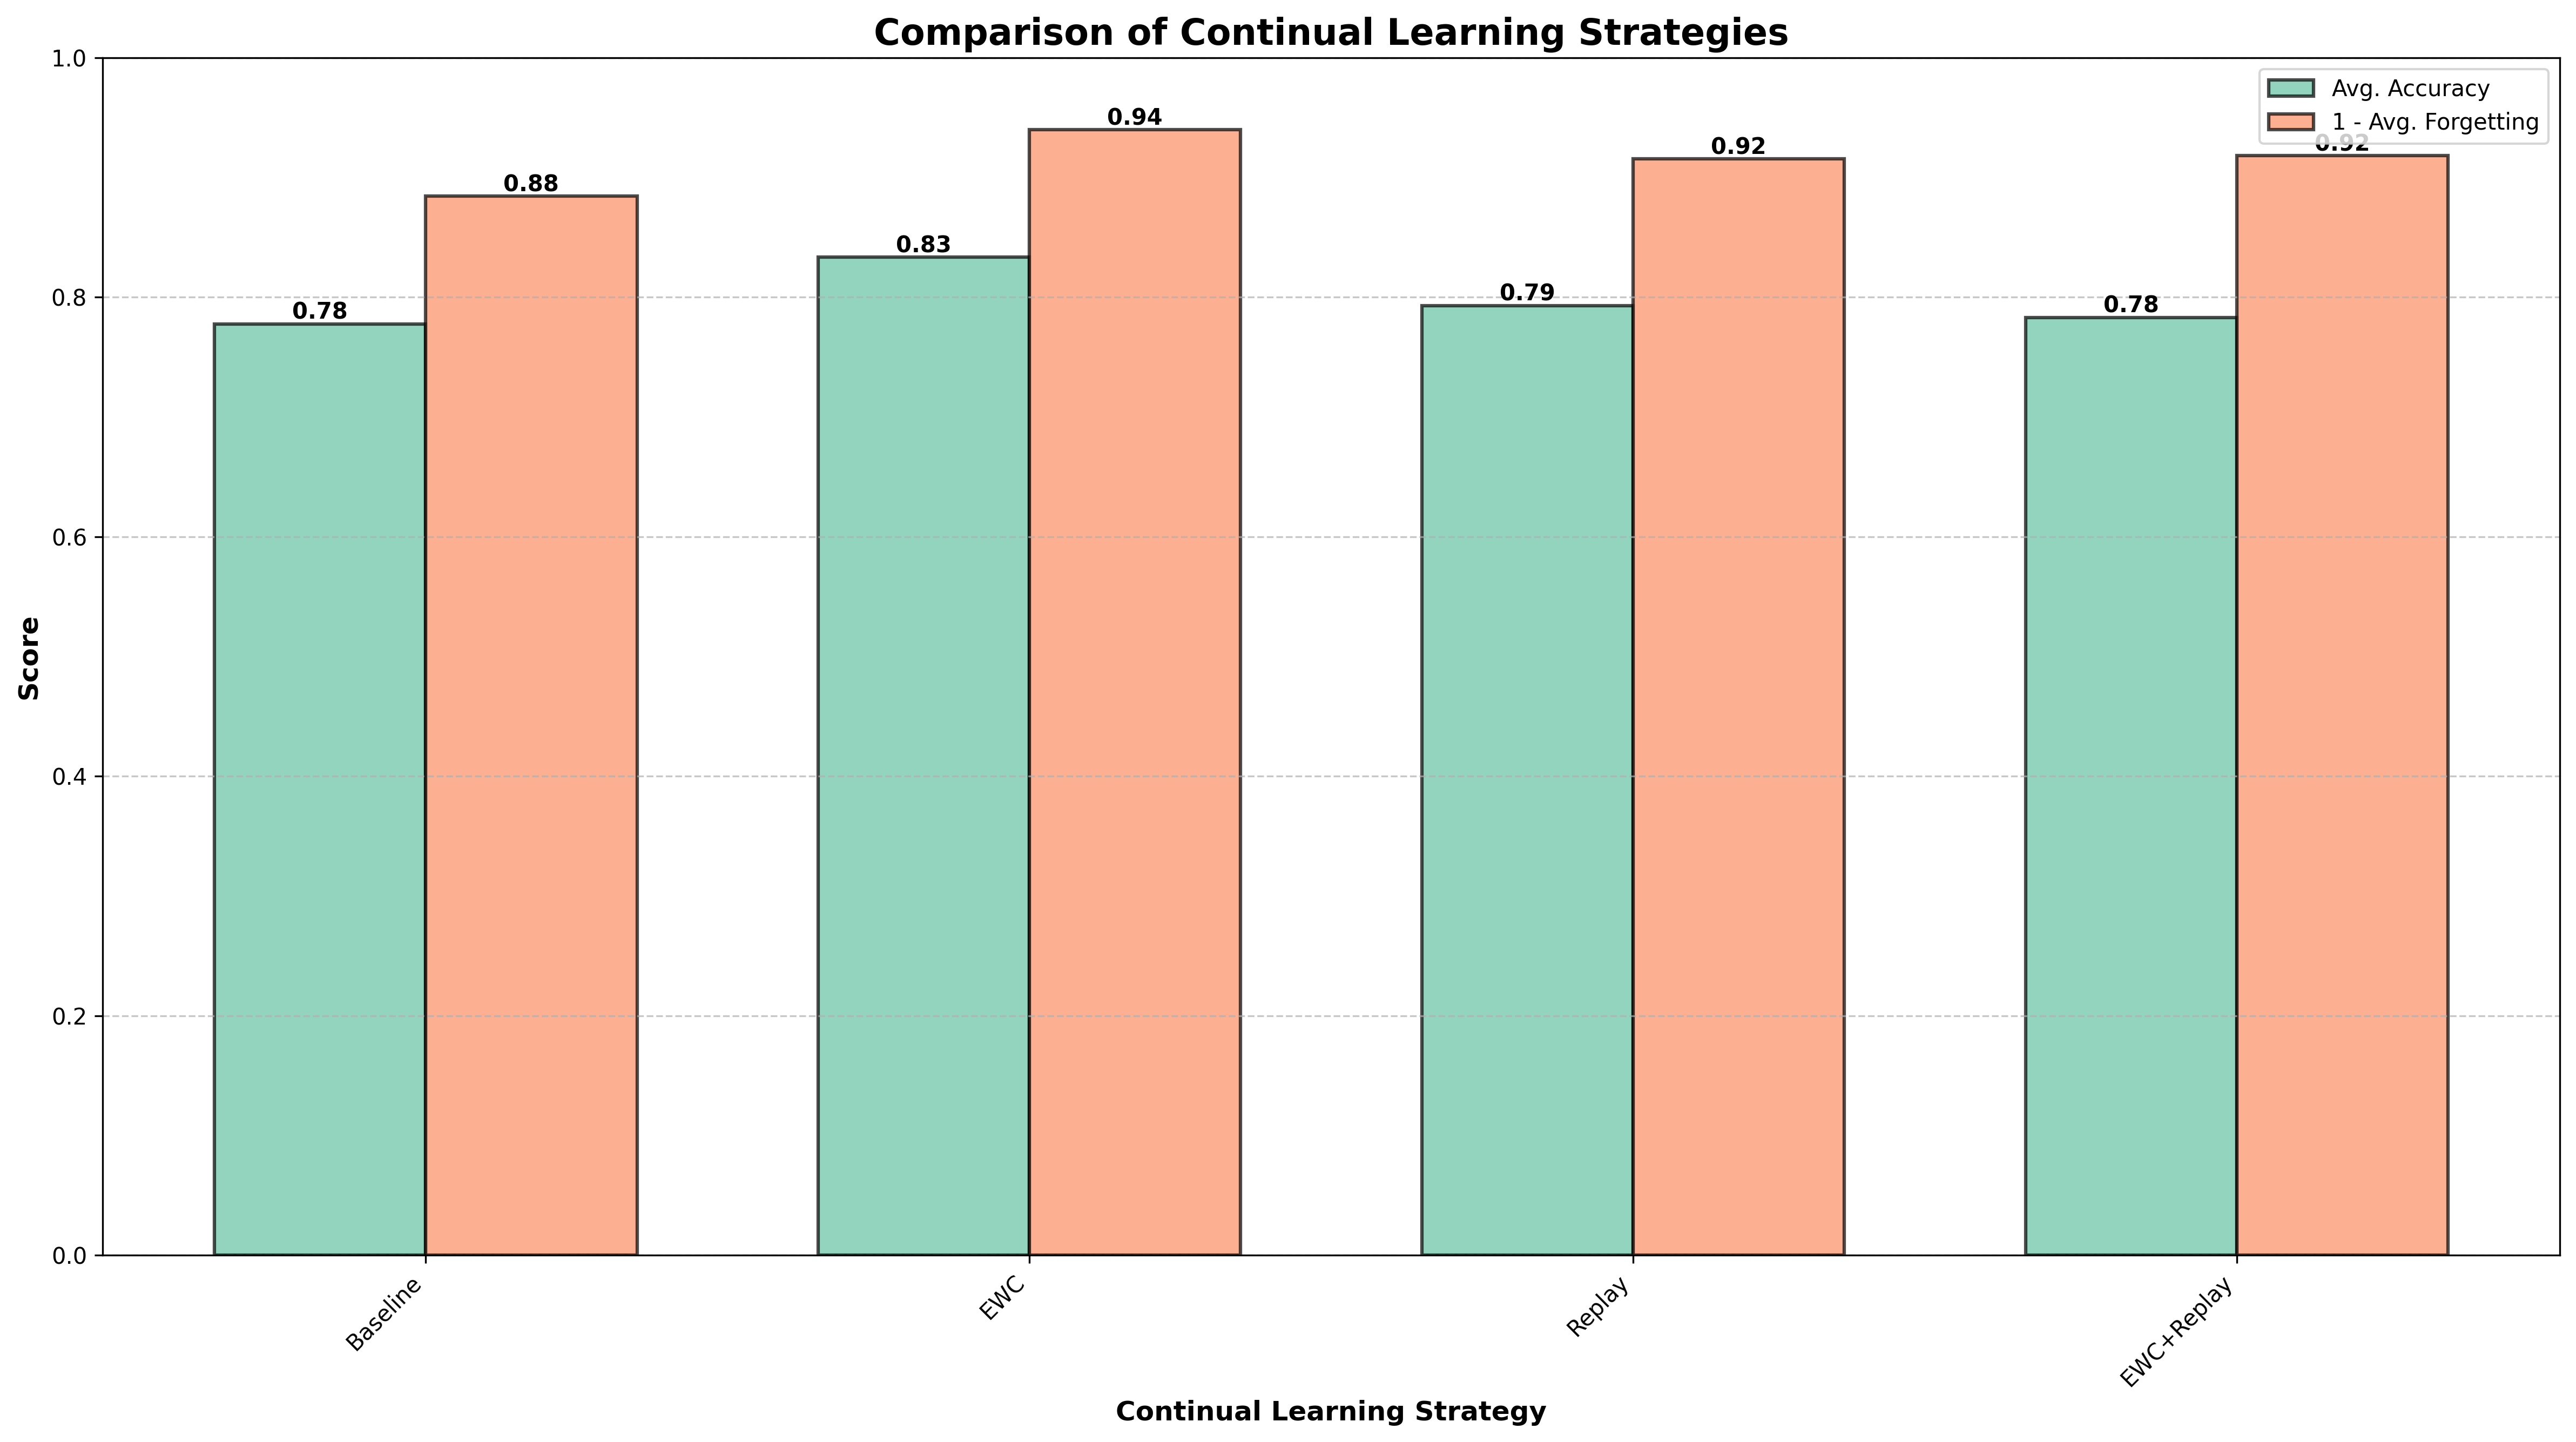 Comparison of Continual Learning Strategies
1.0
0.8
0.6
0.4
0.2
0.0
Score
Avg. Accuracy
1 - Avg. Forgetting
0.78
0.88
0.83
0.94
0.79
0.92
0.78
0.92
Baseline
EWC
Replay
EWC+Replay
Continual Learning Strategy